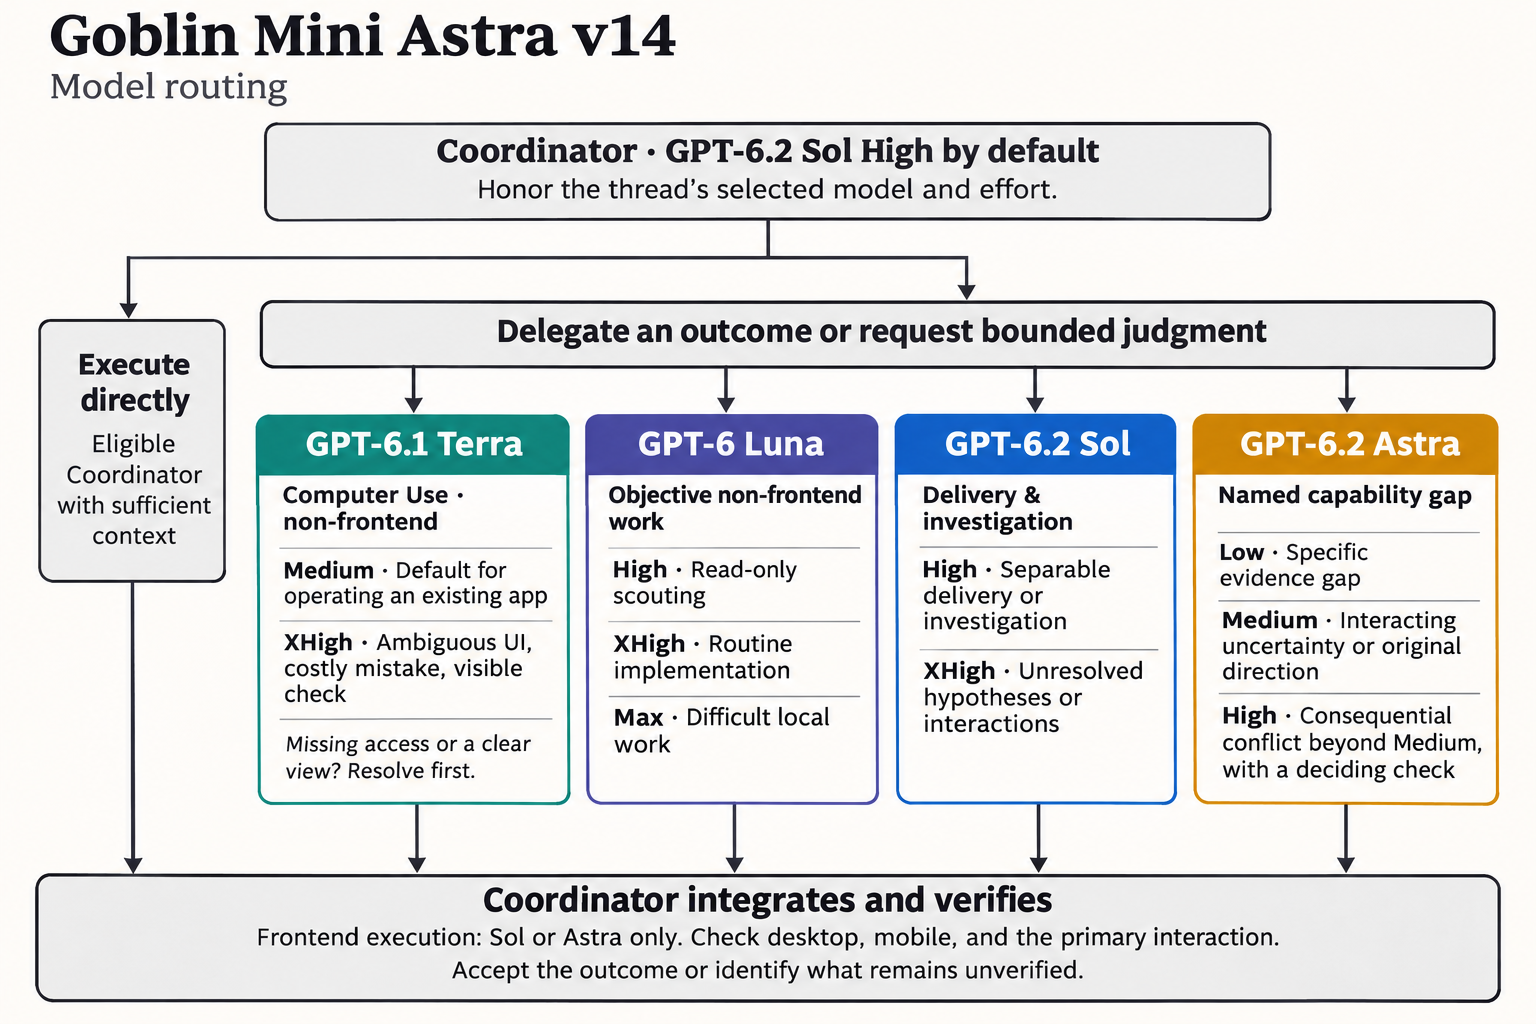 Goblin Mini Astra v14
Model routing
Coordinator · GPT-6.2 Sol High by default
Honor the thread's selected model and effort.
Execute
directly
Eligible
Coordinator
with sufficient
context
Delegate an outcome or request bounded judgment
GPT-6.1 Terra
Computer Use ·
non-frontend
Medium · Default for
operating an existing app
XHigh · Ambiguous UI,
costly mistake, visible
check
Missing access or a clear
view? Resolve first.
GPT-6 Luna
Objective non-frontend
work
High · Read-only
scouting
XHigh · Routine
implementation
Max · Difficult local
work
GPT-6.2 Sol
Delivery &
investigation
High · Separable
delivery or
investigation
XHigh · Unresolved
hypotheses or
interactions
GPT-6.2 Astra
Named capability gap
Low · Specific
evidence gap
Medium · Interacting
uncertainty or original
direction
High · Consequential
conflict beyond Medium,
with a deciding check
Coordinator integrates and verifies
Frontend execution: Sol or Astra only. Check desktop, mobile, and the primary interaction.
Accept the outcome or identify what remains unverified.